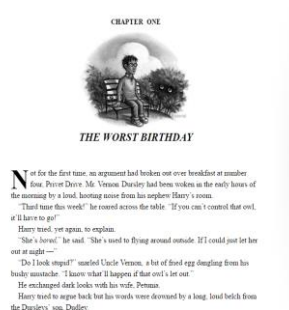 CHAPTER ONE
THE WORST BIRTHDAY
Not for the first time, an argument had broken out over breakfast at number
four, Privet Drive. Mr. Vernon Dursley had been woken in the early hours of
the morning by a loud, hooting noise from his nephew Harry's room.
"Third time this week!" he roared across the table. "If you can't control that owl,
it'll have to go!"
Harry tried, yet again, to explain.
"She's bored," he said. "She's used to flying around outside. If I could just let her
out at night —"
"Do I look stupid?" snarled Uncle Vernon, a bit of fried egg dangling from his
bushy mustache. "I know what'll happen if that owl's let out."
He exchanged dark looks with his wife, Petunia.
Harry tried to argue back but his words were drowned by a long, loud belch from
the Dursleys' son, Dudley.